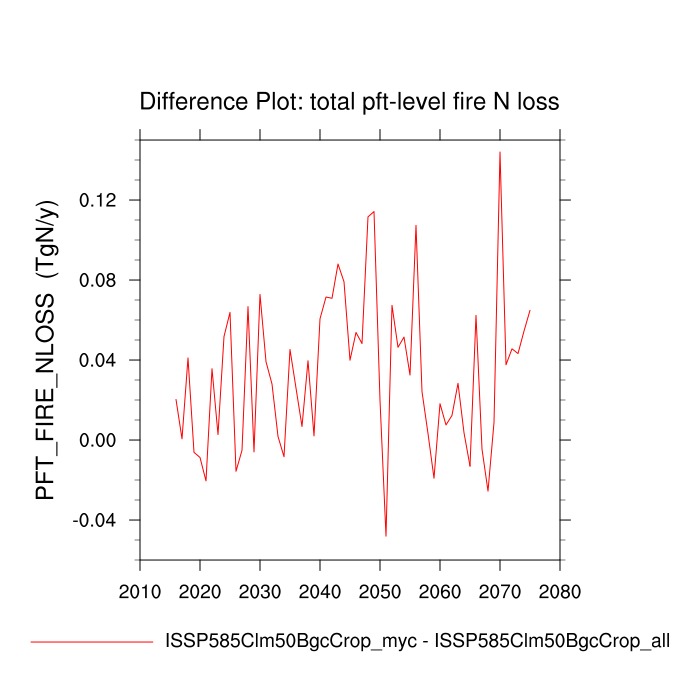 Difference Plot: total pft-level fire N loss
PFT_FIRE_NLOSS (TgN/y)
0.12
0.08
0.04
0.00
-0.04
2010 2020 2030 2040 2050 2060 2070 2080
ISSP585Clm50BgcCrop_myc - ISSP585Clm50BgcCrop_all